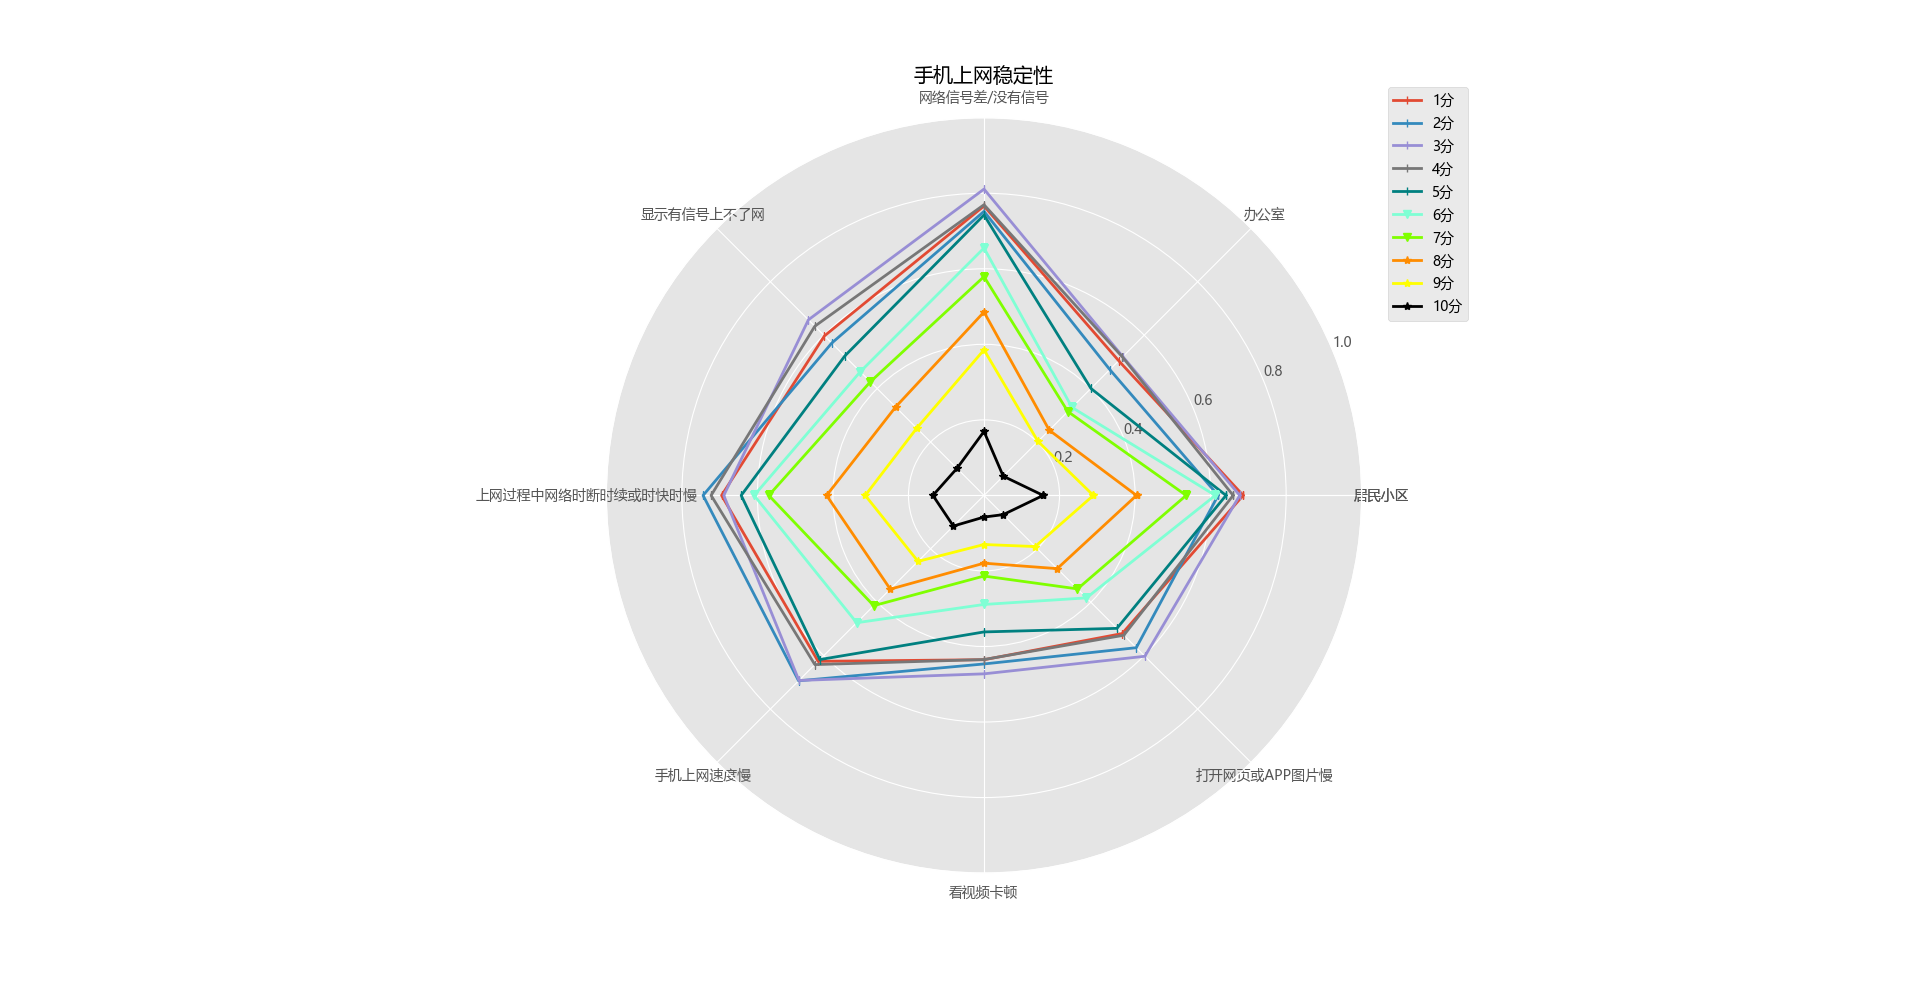 手机上网稳定性
网络信号差/没有信号
1分
2分
3分
4分
5分
6分
7分
8分
9分
10分
显示有信号上不了网
办公室
1.0
0.8
0.6
0.4
0.2
上网过程中网络时断时续或时快时慢
居民小区
手机上网速度慢
打开网页或APP图片慢
看视频卡顿